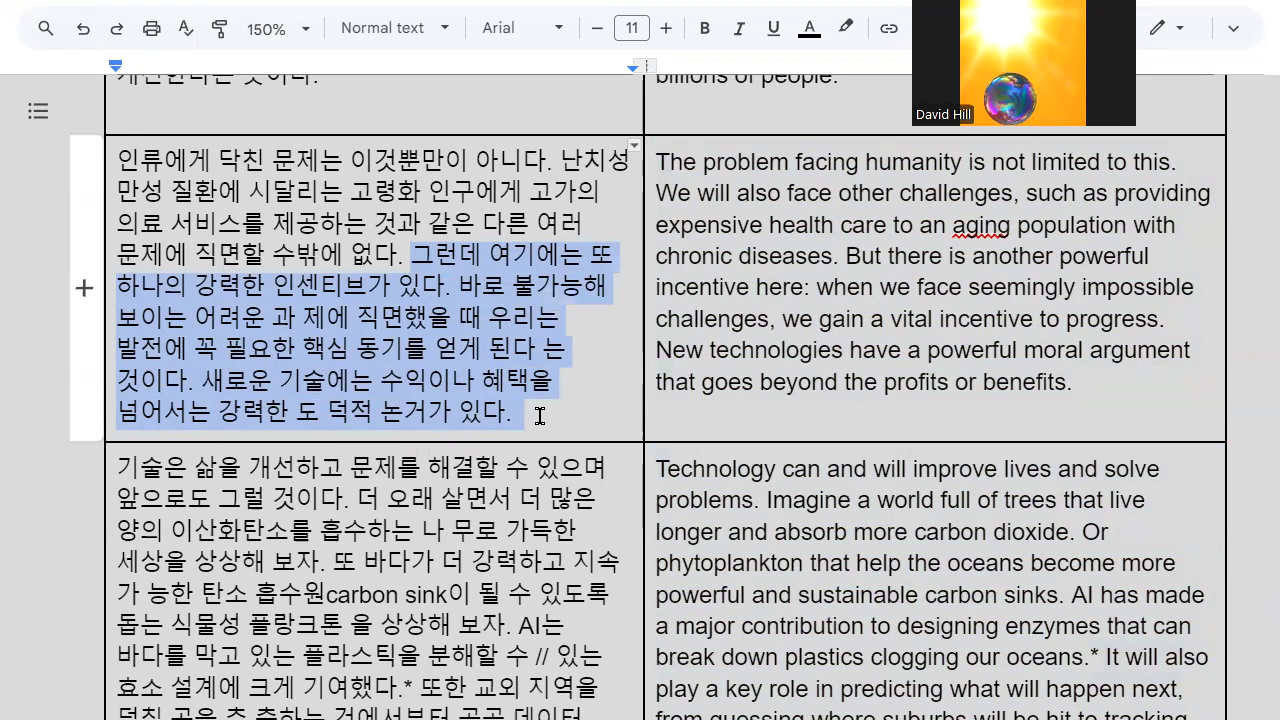 150%
Normal text
Arial
11
B
I
U
A
David Hill
billions of people.
인류에게 닥친 문제는 이것뿐만이 아니다. 난치성
만성 질환에 시달리는 고령화 인구에게 고가의
의료 서비스를 제공하는 것과 같은 다른 여러
문제에 직면할 수밖에 없다. 그런데 여기에는 또
하나의 강력한 인센티브가 있다. 바로 불가능해
보이는 어려운 과 제에 직면했을 때 우리는
발전에 꼭 필요한 핵심 동기를 얻게 된다 는
것이다. 새로운 기술에는 수익이나 혜택을
넘어서는 강력한 도 덕적 논거가 있다.
The problem facing humanity is not limited to this.
We will also face other challenges, such as providing
expensive health care to an aging population with
chronic diseases. But there is another powerful
incentive here: when we face seemingly impossible
challenges, we gain a vital incentive to progress.
New technologies have a powerful moral argument
that goes beyond the profits or benefits.
기술은 삶을 개선하고 문제를 해결할 수 있으며
앞으로도 그럴 것이다. 더 오래 살면서 더 많은
양의 이산화탄소를 흡수하는 나 무로 가득한
세상을 상상해 보자. 또 바다가 더 강력하고 지속
가 능한 탄소 흡수원carbon sink이 될 수 있도록
돕는 식물성 플랑크톤 을 상상해 보자. AI는
바다를 막고 있는 플라스틱을 분해할 수 // 있는
효소 설계에 크게 기여했다.* 또한 교외 지역을
Technology can and will improve lives and solve
problems. Imagine a world full of trees that live
longer and absorb more carbon dioxide. Or
phytoplankton that help the oceans become more
powerful and sustainable carbon sinks. AI has made
a major contribution to designing enzymes that can
break down plastics clogging our oceans.* It will also
play a key role in predicting what will happen next,
from guessing where suburbs will be hit to tracking